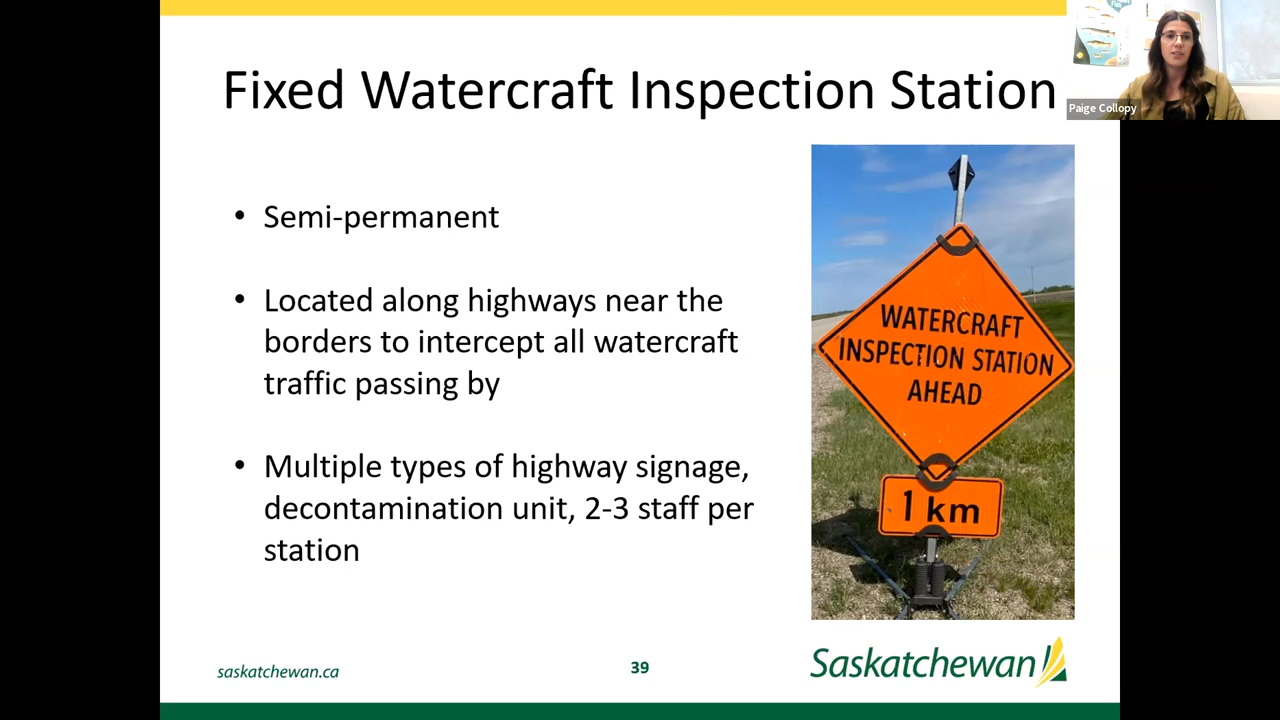 Fixed Watercraft Inspection Station
Paige Collopy
• Semi-permanent
• Located along highways near the
borders to intercept all watercraft
traffic passing by
• Multiple types of highway signage,
decontamination unit, 2-3 staff per
station
WATERCRAFT
INSPECTION STATION
AHEAD
1 km
saskatchewan.ca
39
Saskatchewan